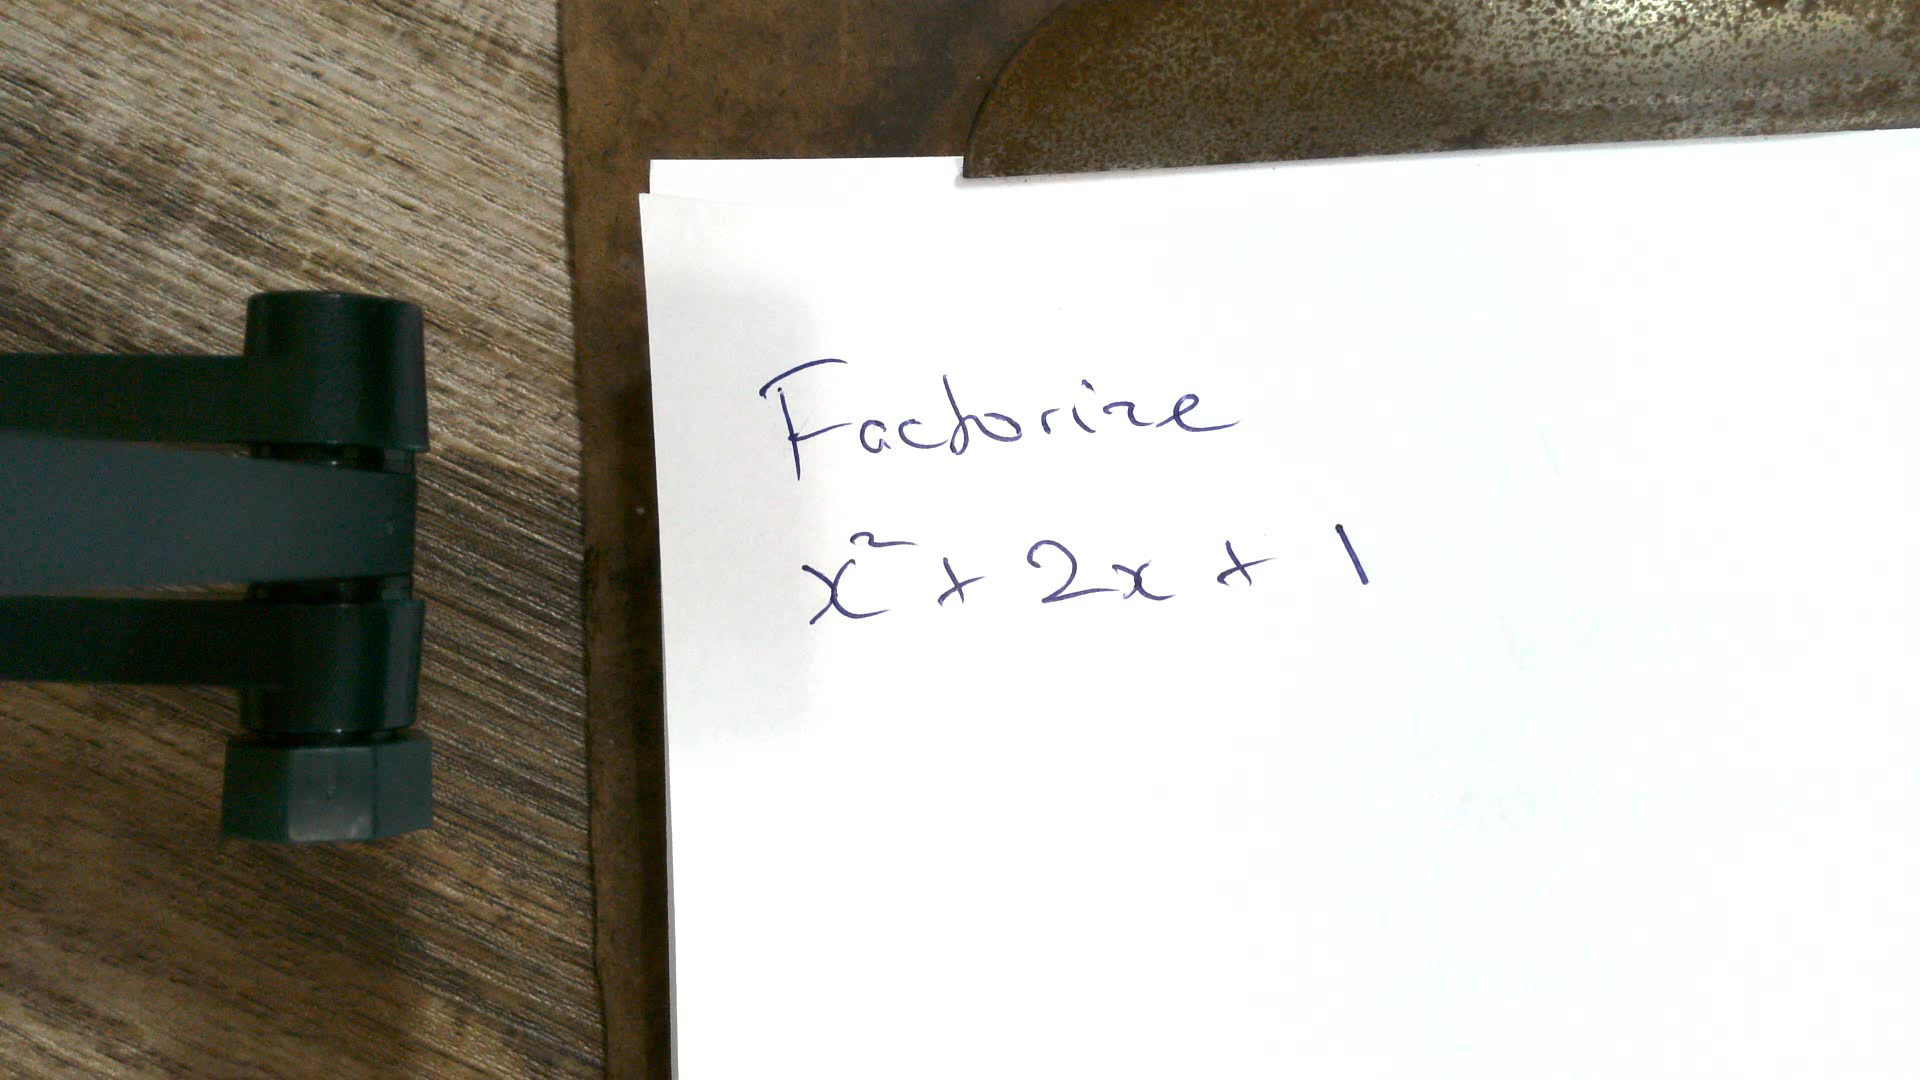 Factorize
x² + 2x + 1